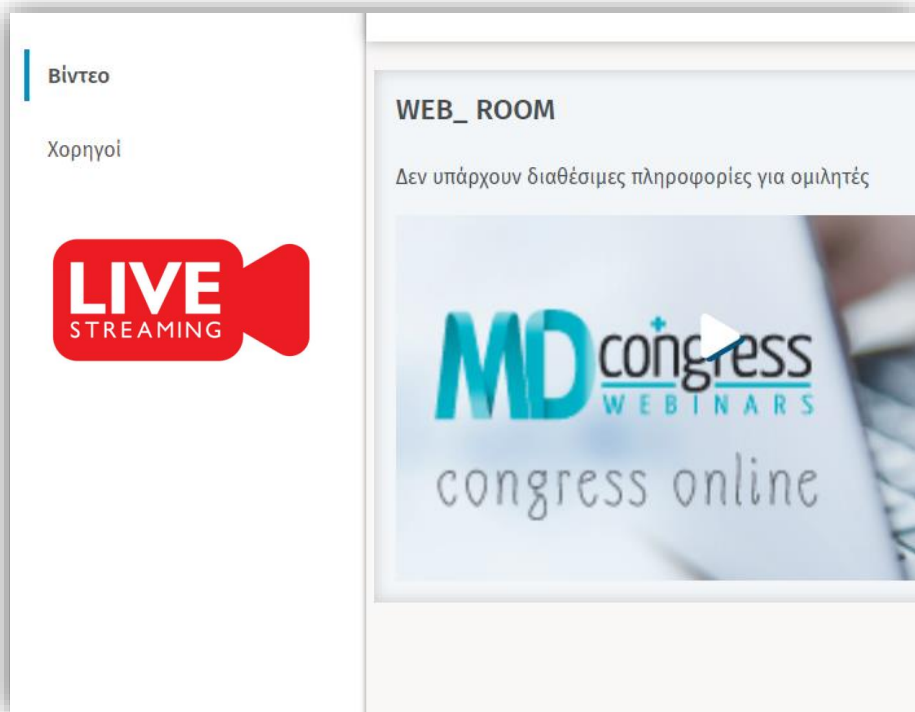 Βίντεο
Χορηγοί
LIVE
STREAMING
WEB_ ROOM
Δεν υπάρχουν διαθέσιμες πληροφορίες για ομιλητές
MD congress
WEBINARS
congress online